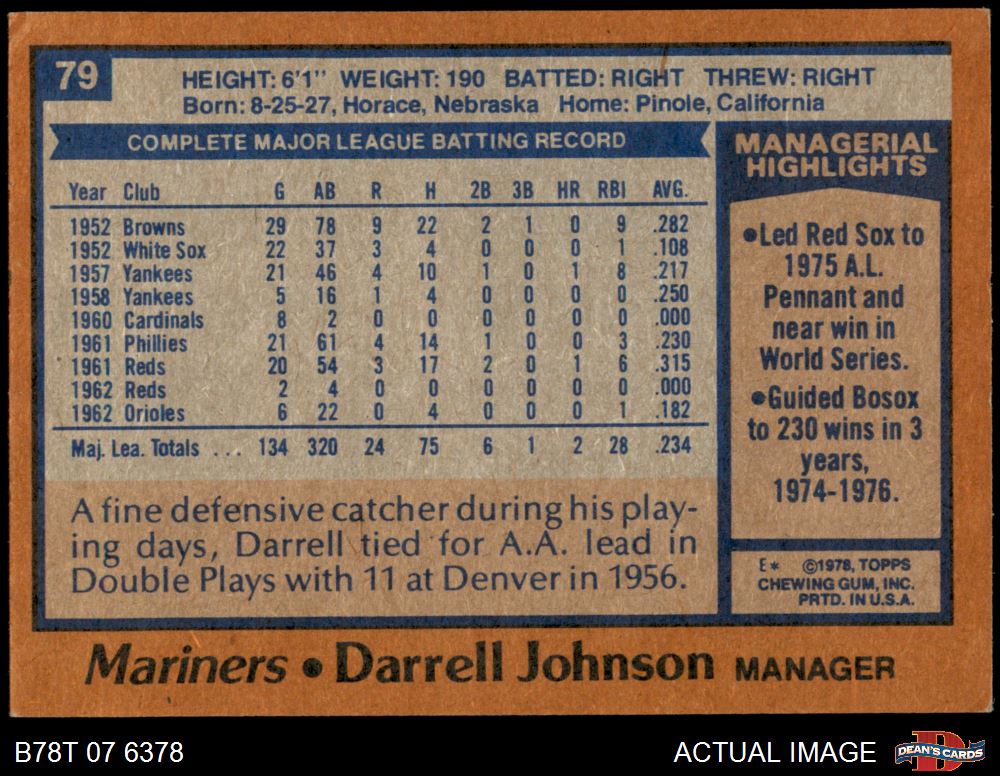 79
HEIGHT: 6'1" WEIGHT: 190 BATTED: RIGHT THREW: RIGHT
Born: 8-25-27, Horace, Nebraska Home: Pinole, California
COMPLETE MAJOR LEAGUE BATTING RECORD
Year Club G AB R H 2B 3B HR RBI AVG.
1952 Browns 29 78 9 22 2 1 0 9 .282
1952 White Sox 22 37 3 4 0 0 0 1 .108
1957 Yankees 21 46 4 10 1 0 1 8 .217
1958 Yankees 5 16 1 4 0 0 0 0 .250
1960 Cardinals 8 2 0 0 0 0 0 0 .000
1961 Phillies 21 61 4 14 1 0 0 3 .230
1961 Reds 20 54 3 17 2 0 1 6 .315
1962 Reds 2 4 0 0 0 0 0 0 .000
1962 Orioles 6 22 0 4 0 0 0 1 .182
Maj. Lea. Totals ... 134 320 24 75 6 1 2 28 .234
A fine defensive catcher during his play-
ing days, Darrell tied for A.A. lead in
Double Plays with 11 at Denver in 1956.
MANAGERIAL
HIGHLIGHTS
•Led Red Sox to
1975 A.L.
Pennant and
near win in
World Series.
•Guided Bosox
to 230 wins in 3
years,
1974-1976.
E* ©1978, TOPPS
CHEWING GUM, INC.
PRTD. IN U.S.A.
Mariners • Darrell Johnson MANAGER
B78T 07 6378
ACTUAL IMAGE
D
DEAN'S CARDS